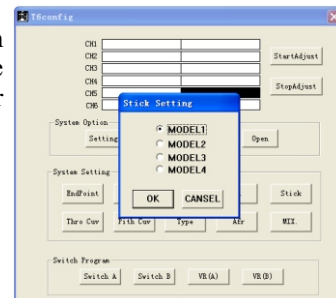 T6config
CH1
CH2
CH3
CH4
CH5
CH6
StartAdjust
StopAdjust
Stick Setting
MODEL1
MODEL2
MODEL3
MODEL4
OK CANSEL
System Option
Setting Open
System Setting
EndPoint Stick
Thro Cuv Pith Cuv Type Afr MIX.
Switch Program
Switch A Switch B VR(A) VR(B)